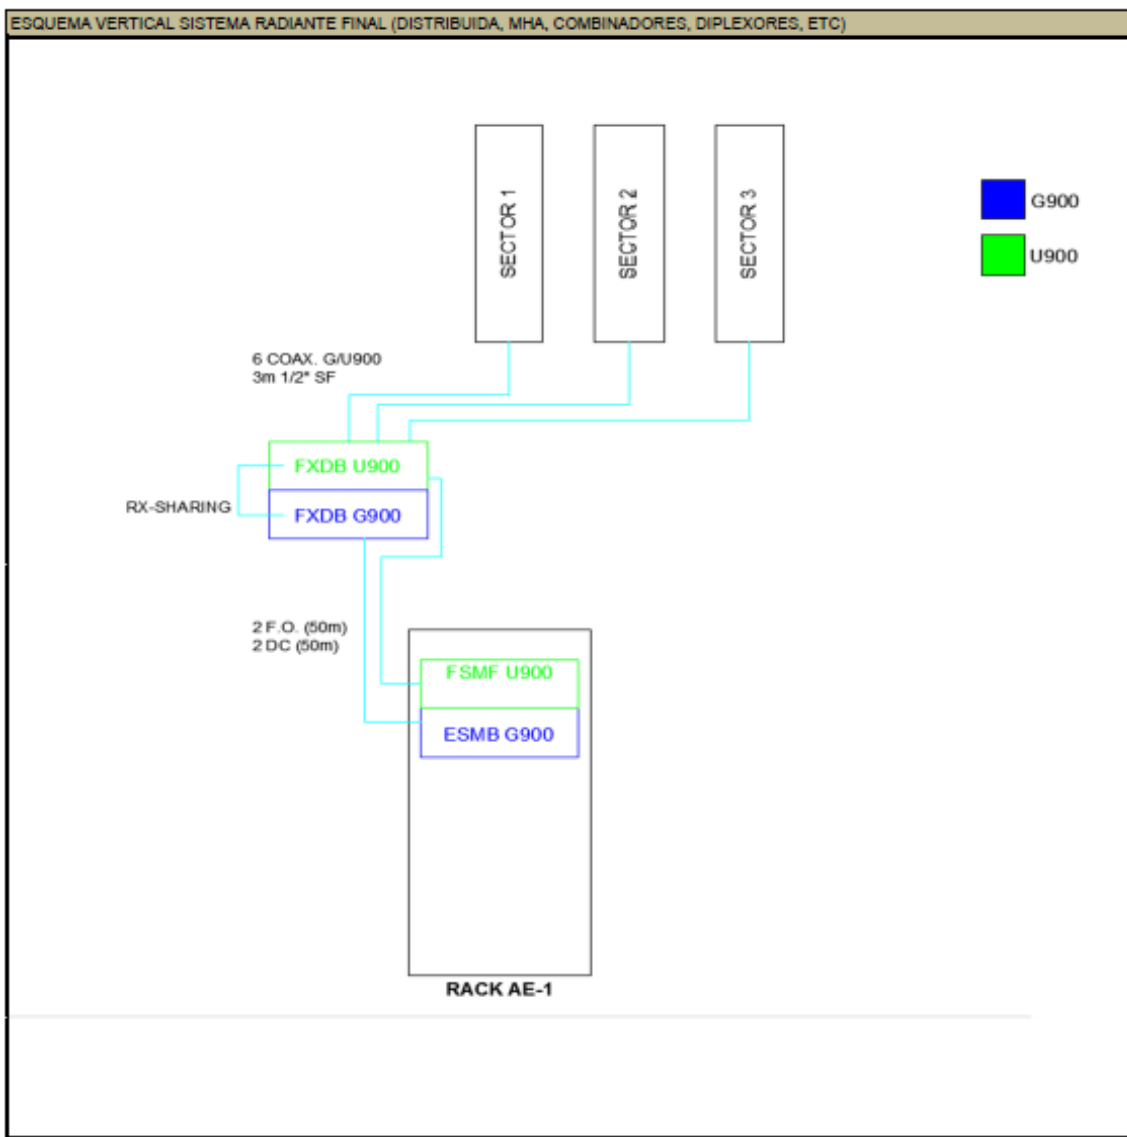 ESQUEMA VERTICAL SISTEMA RADIANTE FINAL (DISTRIBUIDA, MHA, COMBINADORES, DIPLEXORES, ETC)
SECTOR 1
SECTOR 2
SECTOR 3
G900
U900
6 COAX. G/U900
3m 1/2" SF
FXDB U900
RX-SHARING
FXDB G900
2 F.O. (50m)
2 DC (50m)
FSMF U900
ESMB G900
RACK AE-1